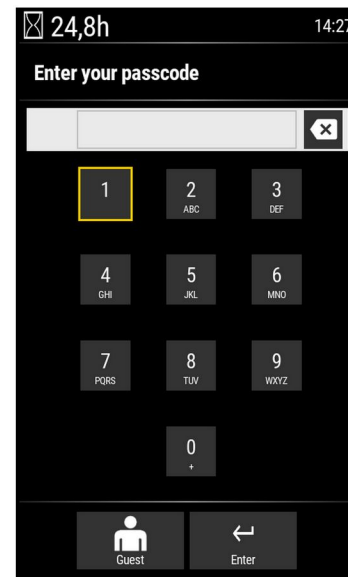 24,8h 14:27
Enter your passcode
1 2 3
ABC DEF
4 5 6
GHI JKL MNO
7 8 9
PQRS TUV WXYZ
0
+
Guest Enter